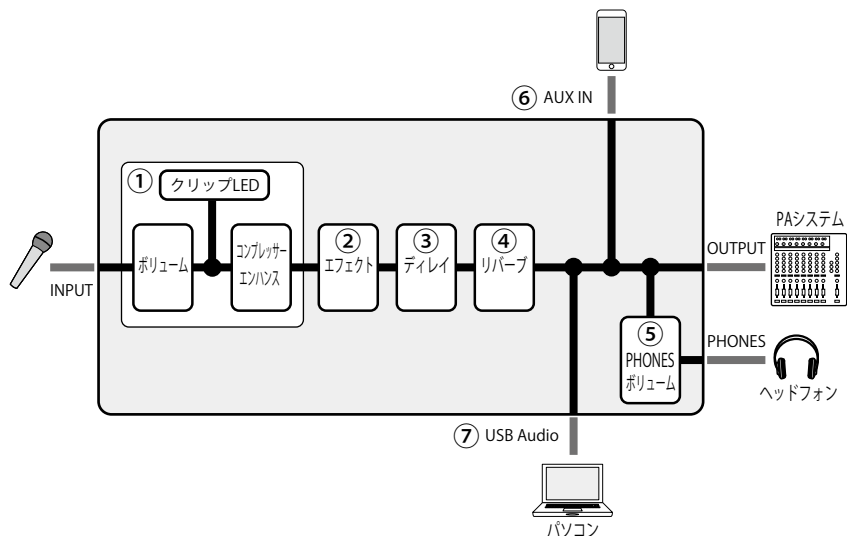 ⑥ AUX IN
① クリップLED
PAシステム
INPUT
ボリューム
コンプレッサー
エンハンス
② エフェクト
③ ディレイ
④ リバーブ
OUTPUT
⑤
PHONES
ボリューム
PHONES
ヘッドフォン
⑦ USB Audio
パソコン